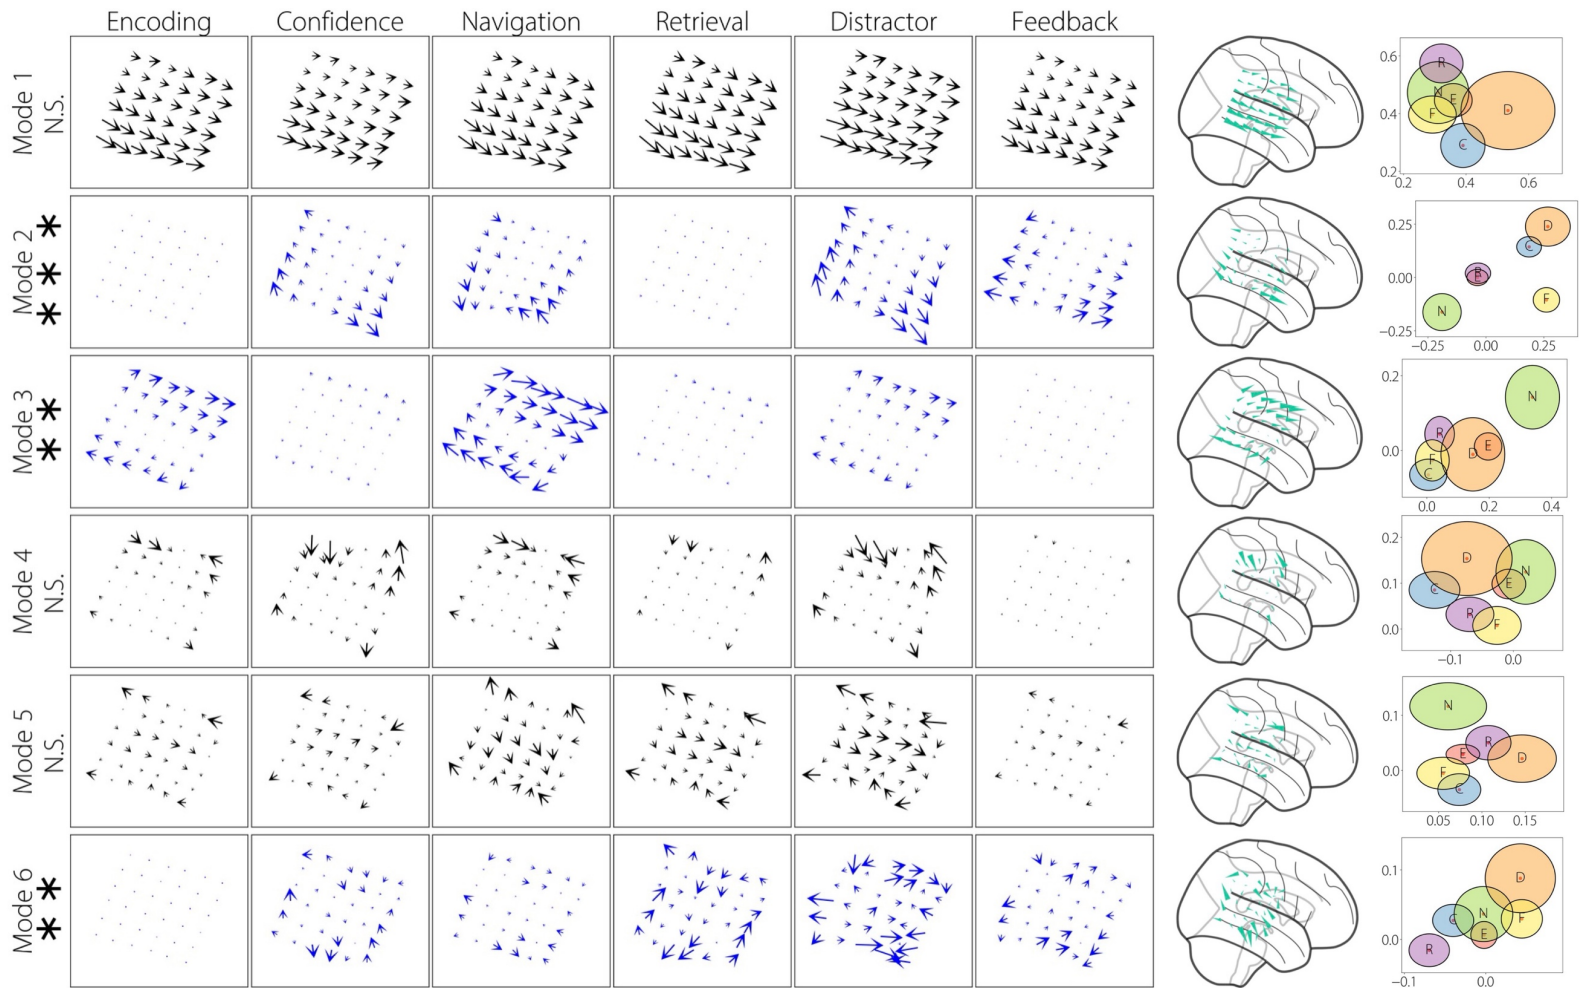 Encoding Confidence Navigation Retrieval Distractor Feedback
Mode 1
N.S.
0.6
0.4
0.2
0.2 0.4 0.6
R
N
E
F
D
C
Mode 2
* * *
0.25
0.00
−0.25
−0.25 0.00 0.25
D
C
R
E
F
N
Mode 3
* *
0.2
0.0
0.0 0.2 0.4
N
R
E
D
F
C
Mode 4
N.S.
0.2
0.1
0.0
−0.1 0.0
D
N
E
C
R
F
Mode 5
N.S.
0.1
0.0
0.05 0.10 0.15
N
R
E
D
F
C
Mode 6
* *
0.1
0.0
−0.1 0.0
D
N
C
F
E
R